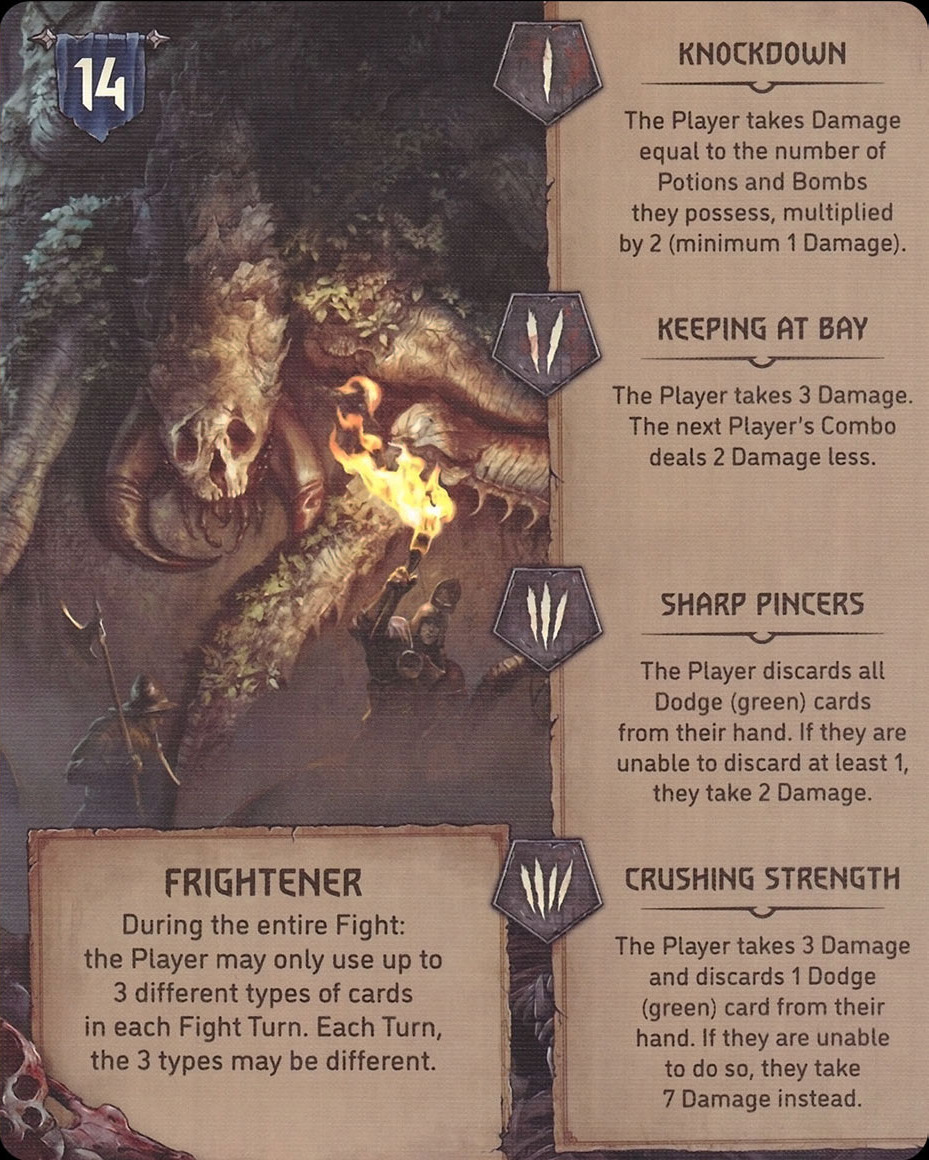 14
KNOCKDOWN
The Player takes Damage
equal to the number of
Potions and Bombs
they possess, multiplied
by 2 (minimum 1 Damage).
KEEPING AT BAY
The Player takes 3 Damage.
The next Player's Combo
deals 2 Damage less.
SHARP PINCERS
The Player discards all
Dodge (green) cards
from their hand. If they are
unable to discard at least 1,
they take 2 Damage.
CRUSHING STRENGTH
The Player takes 3 Damage
and discards 1 Dodge
(green) card from their
hand. If they are unable
to do so, they take
7 Damage instead.
FRIGHTENER
During the entire Fight:
the Player may only use up to
3 different types of cards
in each Fight Turn. Each Turn,
the 3 types may be different.